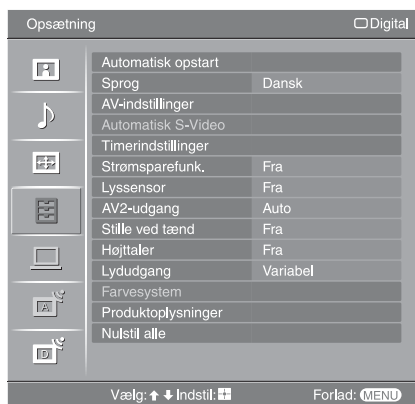 Opsætning Digital
Automatisk opstart
Sprog Dansk
AV-indstillinger
Automatisk S-Video
Timerindstillinger
Strømsparefunk. Fra
Lyssensor Fra
AV2-udgang Auto
Stille ved tænd Fra
Højttaler Fra
Lydudgang Variabel
Farvesystem
Produktoplysninger
Nulstil alle
A
D
Vælg: Indstil: Forlad: MENU